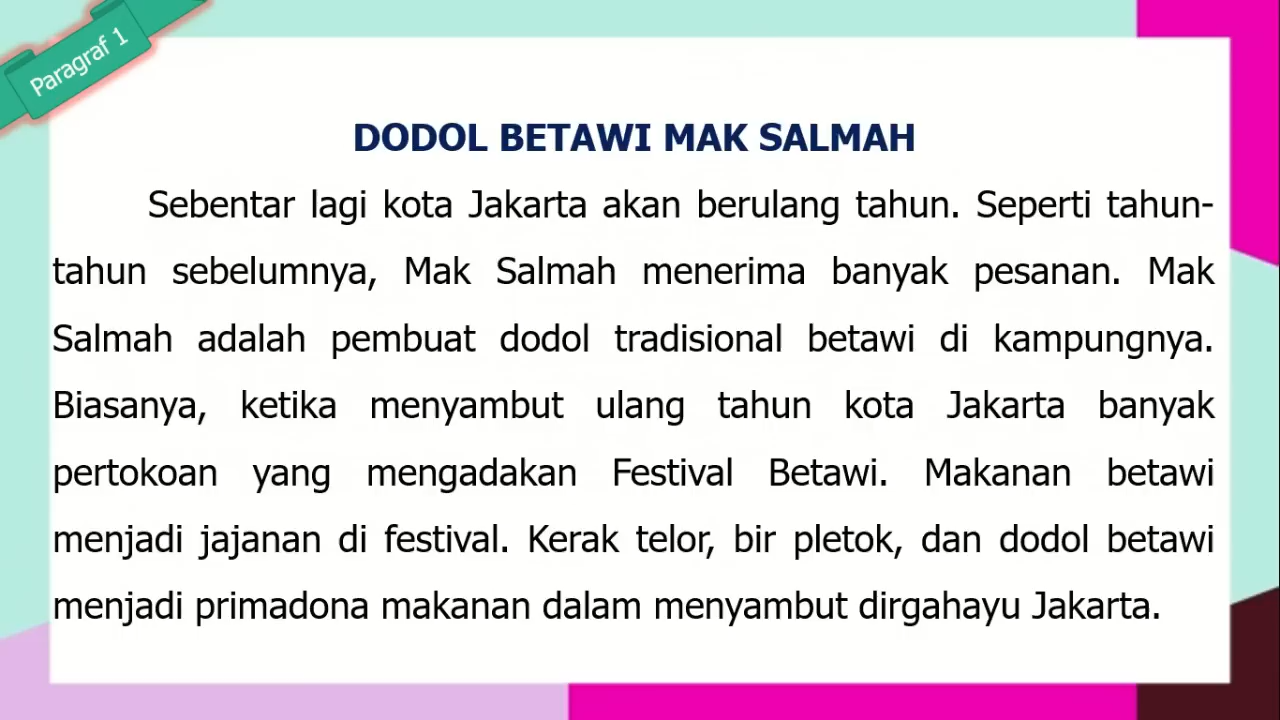 Paragraf 1
DODOL BETAWI MAK SALMAH
Sebentar lagi kota Jakarta akan berulang tahun. Seperti tahun-
tahun sebelumnya, Mak Salmah menerima banyak pesanan. Mak
Salmah adalah pembuat dodol tradisional betawi di kampungnya.
Biasanya, ketika menyambut ulang tahun kota Jakarta banyak
pertokoan yang mengadakan Festival Betawi. Makanan betawi
menjadi jajanan di festival. Kerak telor, bir pletok, dan dodol betawi
menjadi primadona makanan dalam menyambut dirgahayu Jakarta.